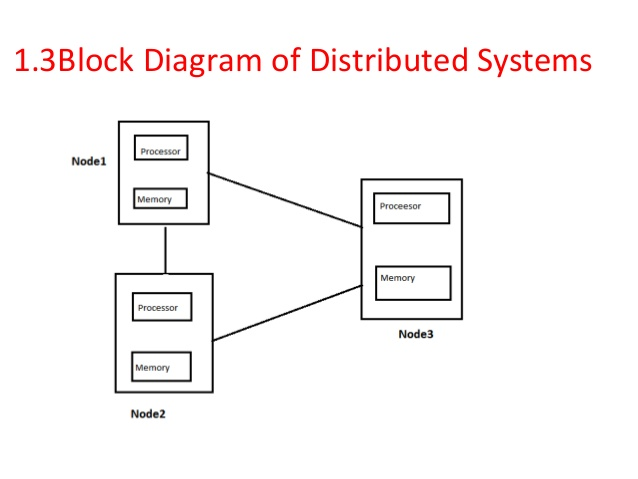 1.3Block Diagram of Distributed Systems
Node1
Processor
Memory
Processor
Memory
Node2
Proceesor
Memory
Node3